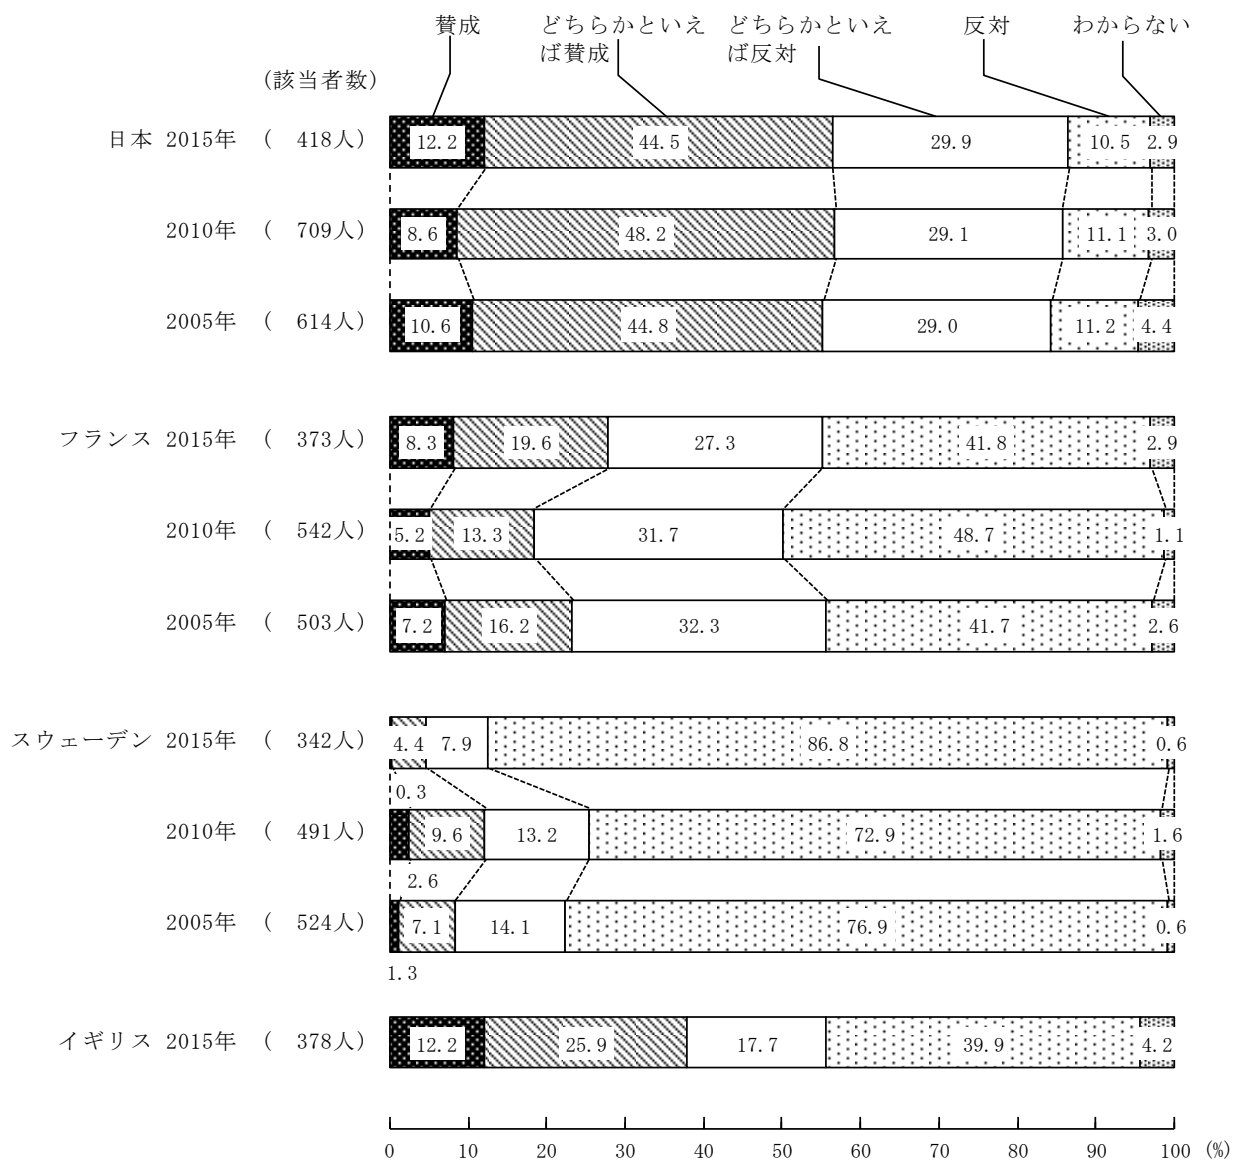 賛成 どちらかといえ どちらかといえ 反対 わからない
ば賛成 ば反対
(該当者数)
日本 2015年 ( 418人) 12.2 44.5 29.9 10.5 2.9
2010年 ( 709人) 8.6 48.2 29.1 11.1 3.0
2005年 ( 614人) 10.6 44.8 29.0 11.2 4.4
フランス 2015年 ( 373人) 8.3 19.6 27.3 41.8 2.9
2010年 ( 542人) 5.2 13.3 31.7 48.7 1.1
2005年 ( 503人) 7.2 16.2 32.3 41.7 2.6
スウェーデン 2015年 ( 342人) 4.4 7.9 86.8 0.6
0.3
2010年 ( 491人) 9.6 13.2 72.9 1.6
2.6
2005年 ( 524人) 7.1 14.1 76.9 0.6
1.3
イギリス 2015年 ( 378人) 12.2 25.9 17.7 39.9 4.2
0 10 20 30 40 50 60 70 80 90 100 (%)